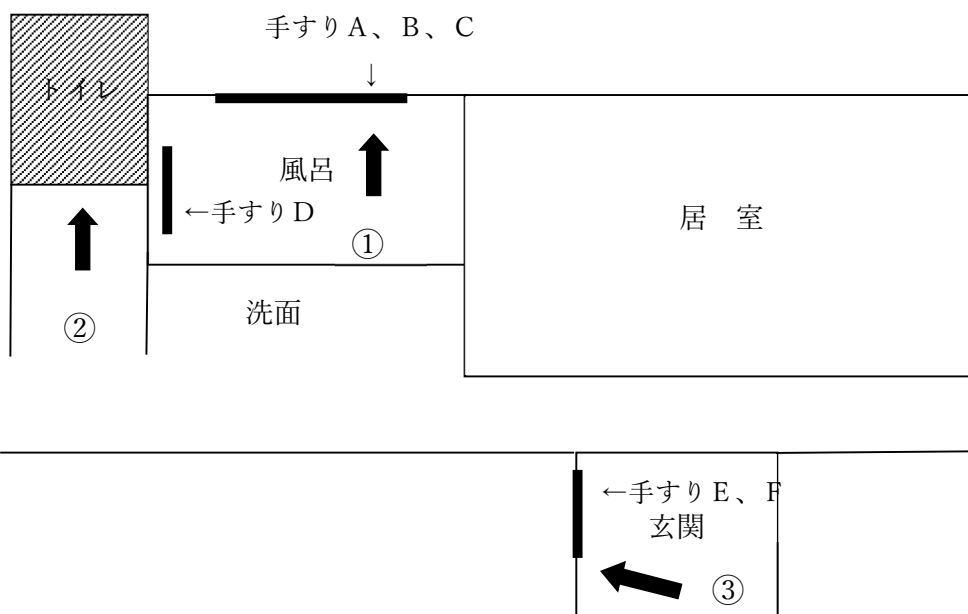 手すりＡ、Ｂ、Ｃ
↓
トイレ
風呂
←手すりＤ
①
居　室
②
洗面
←手すりＥ、Ｆ
玄関
③